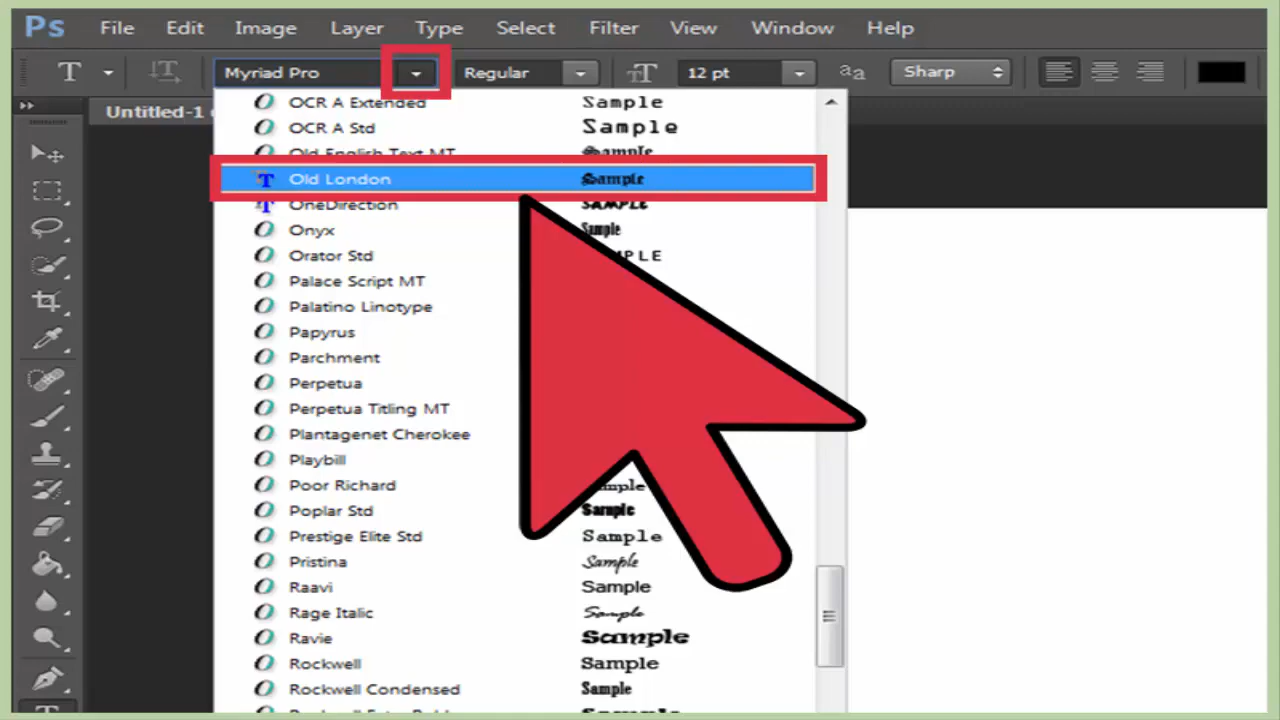 Ps File Edit Image Layer Type Select Filter View Window Help
T Myriad Pro Regular 12 pt aa Sharp
Untitled-1
OCR A Extended Sample
OCR A Std Sample
Old English Text MT Sample
Old London Sample
OneDirection SAMPLE
Onyx Sample
Orator Std PLE
Palace Script MT
Palatino Linotype
Papyrus
Parchment
Perpetua
Perpetua Titling MT
Plantagenet Cherokee
Playbill
Poor Richard Sample
Poplar Std Sample
Prestige Elite Std Sample
Pristina Sample
Raavi Sample
Rage Italic Sample
Ravie Sample
Rockwell Sample
Rockwell Condensed Sample